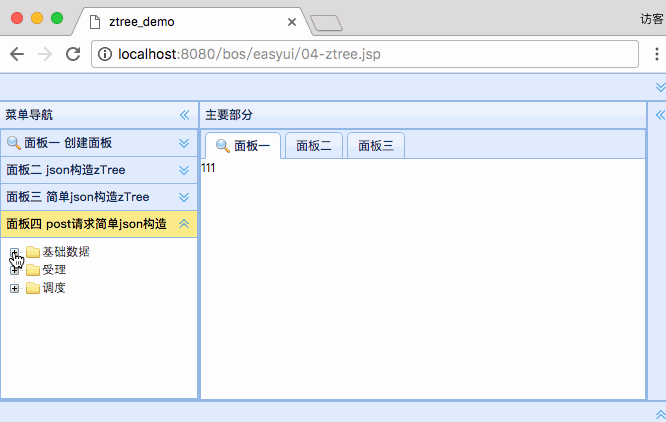 ztree_demo
访客
localhost:8080/bos/easyui/04-ztree.jsp
菜单导航
主要部分
面板一 创建面板
面板一
面板二
面板三
面板二 json构造zTree
111
面板三 简单json构造zTree
面板四 post请求简单json构造
基础数据
受理
调度